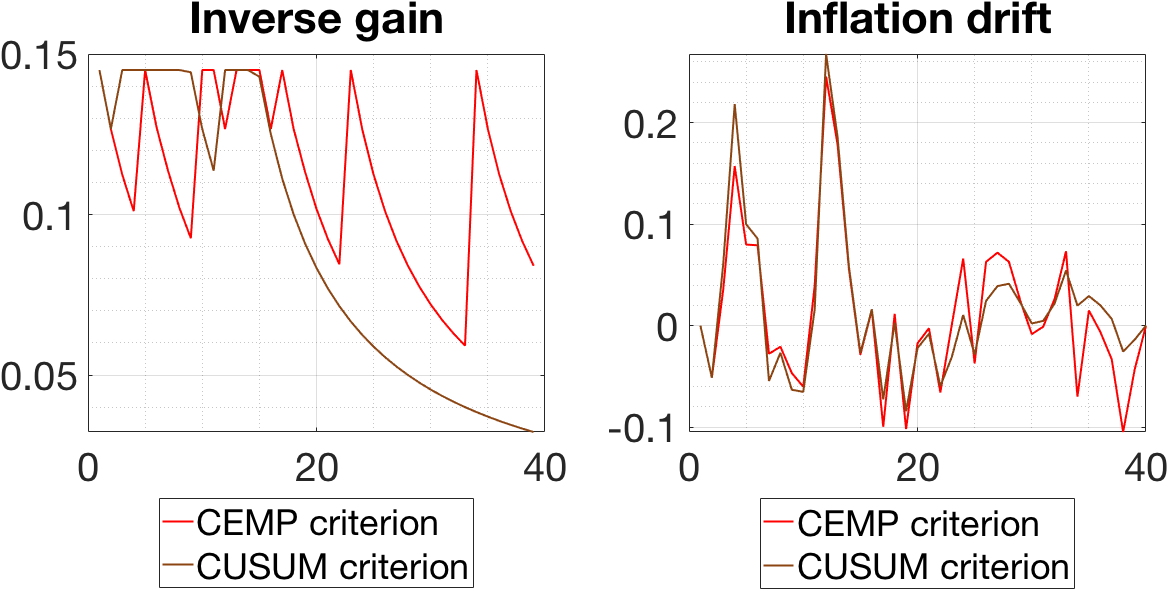 Inverse gain
0.15
0.1
0.05
0
20
40
CEMP criterion
CUSUM criterion
Inflation drift
0.2
0.1
0
-0.1
0
20
40
CEMP criterion
CUSUM criterion